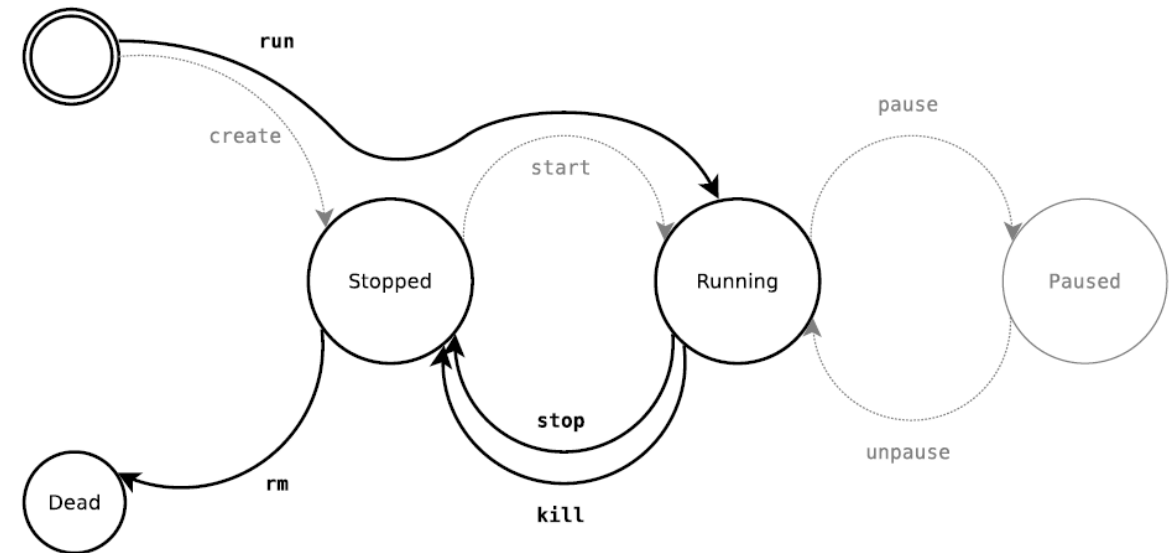 run
pause
create
start
Stopped
Running
Paused
stop
unpause
rm
Dead
kill